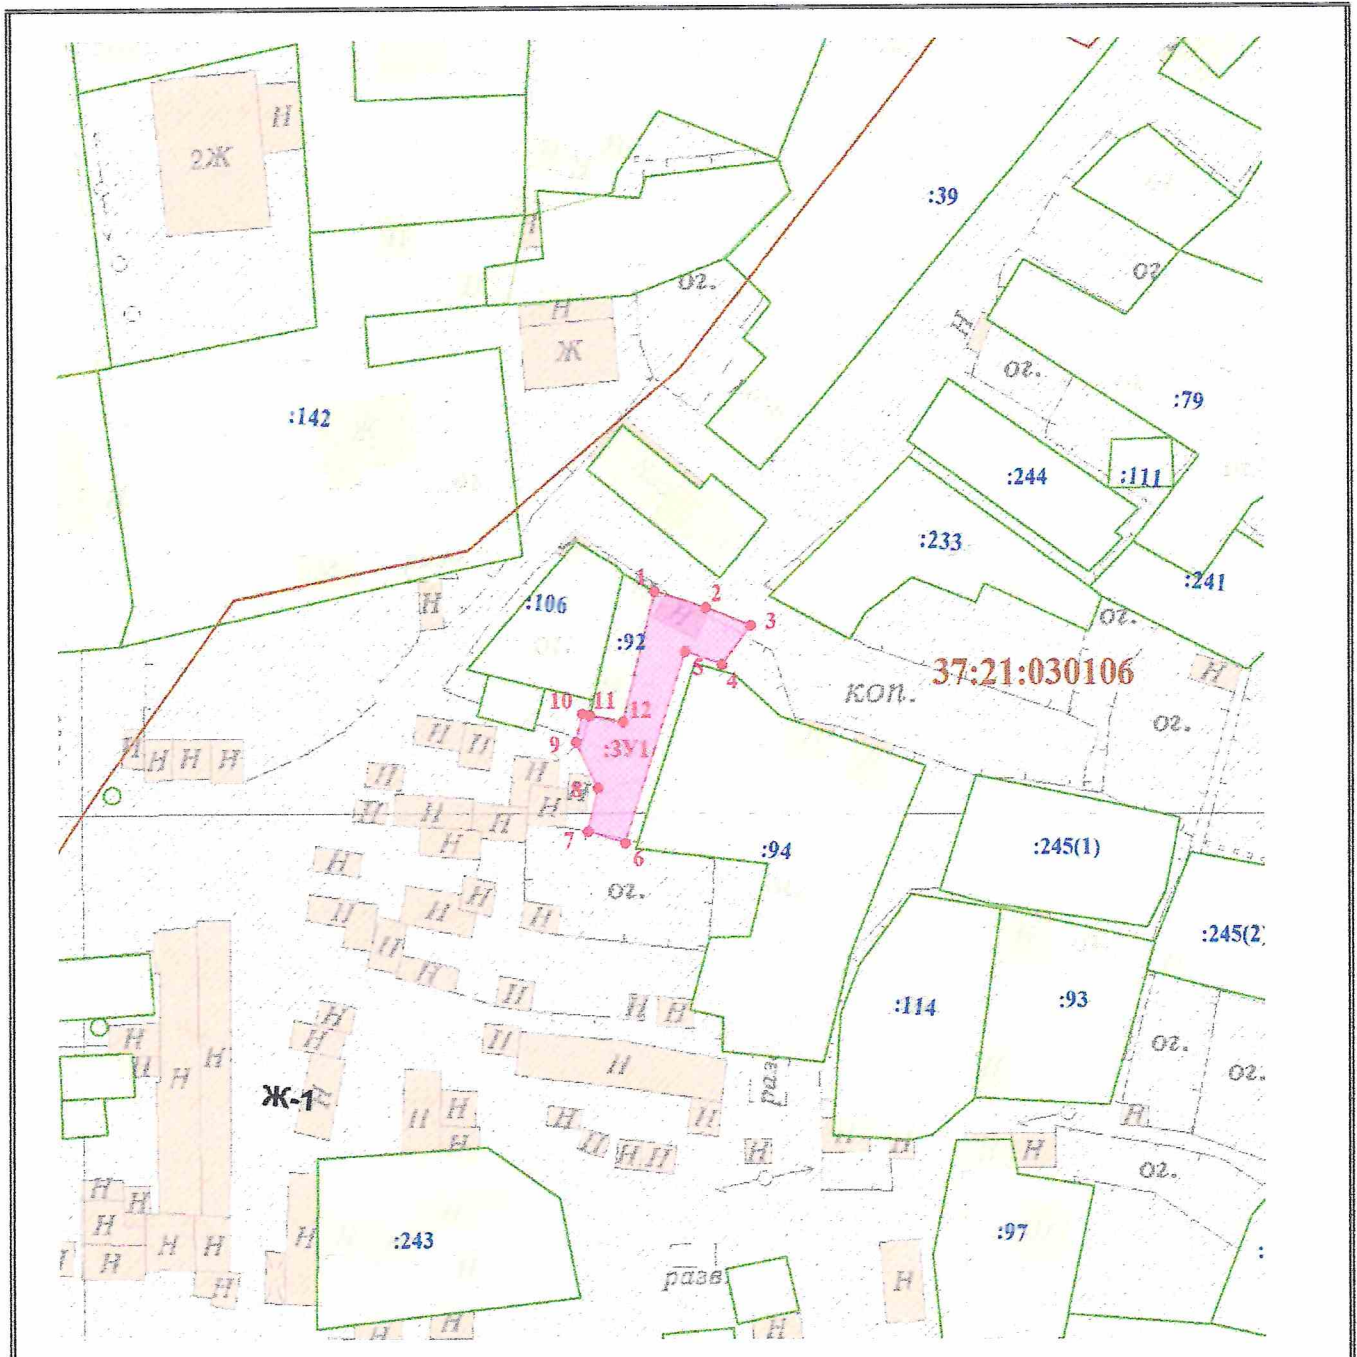 Н
2Ж
:39
ог.
ог.
Н
Н
Ж
ог.
:79
:142
:244
:111
:233
:241
:106
Н
1
2
3
ог.
:92
5
4
37:21:030106
Н
коп.
ог.
10
11
12
9
:ЗУ1
Н
Н
Н
Н
Н
Н
8
Н
Н
7
6
:94
:245(1)
Н
ог.
Н
Н
:245(2)
Н
:93
:114
Н
В
ог.
ог.
Н
Н
Н
Н
Н
Ж-1
Н
Н
Н
Н
Н
Н
Н
ог.
Н
Н
:243
:97
Н
Н
Н
разв.
Н
Н
: